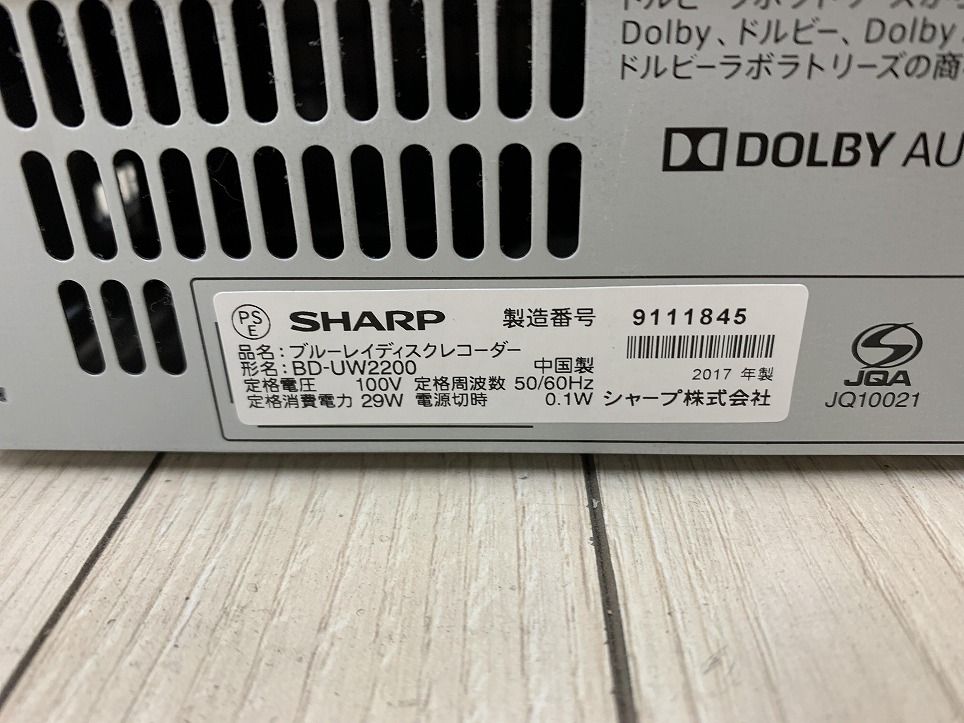 Dolby、ドルビー、Dolby
ドルビーラボラトリーズの商
DOLBY AU
PS
E
SHARP 製造番号 9111845
品名：ブルーレイディスクレコーダー
形名：BD-UW2200 中国製
2017 年製
定格電圧 100V 定格周波数 50/60Hz
定格消費電力 29W 電源切時 0.1W シャープ株式会社
JQA
JQ10021